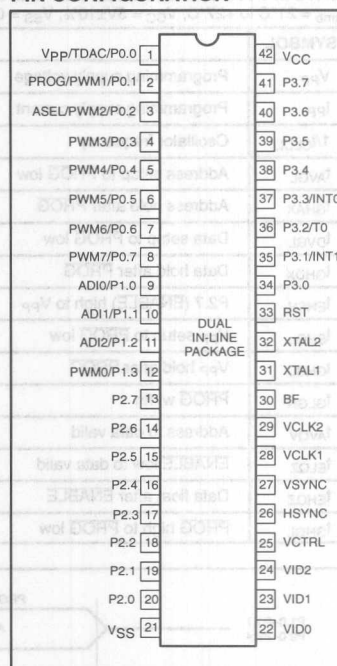 PIN CONFIGURATION
VPP/TDAC/P0.0 1
PROG/PWM1/P0.1 2
ASEL/PWM2/P0.2 3
PWM3/P0.3 4
PWM4/P0.4 5
PWM5/P0.5 6
PWM6/P0.6 7
PWM7/P0.7 8
ADI0/P1.0 9
ADI1/P1.1 10
ADI2/P1.2 11
PWM0/P1.3 12
P2.7 13
P2.6 14
P2.5 15
P2.4 16
P2.3 17
P2.2 18
P2.1 19
P2.0 20
VSS 21
DUAL
IN-LINE
PACKAGE
42 VCC
41 P3.7
40 P3.6
39 P3.5
38 P3.4
37 P3.3/INT0
36 P3.2/T0
35 P3.1/INT1
34 P3.0
33 RST
32 XTAL2
31 XTAL1
30 BF
29 VCLK2
28 VCLK1
27 VSYNC
26 HSYNC
25 VCTRL
24 VID2
23 VID1
22 VID0